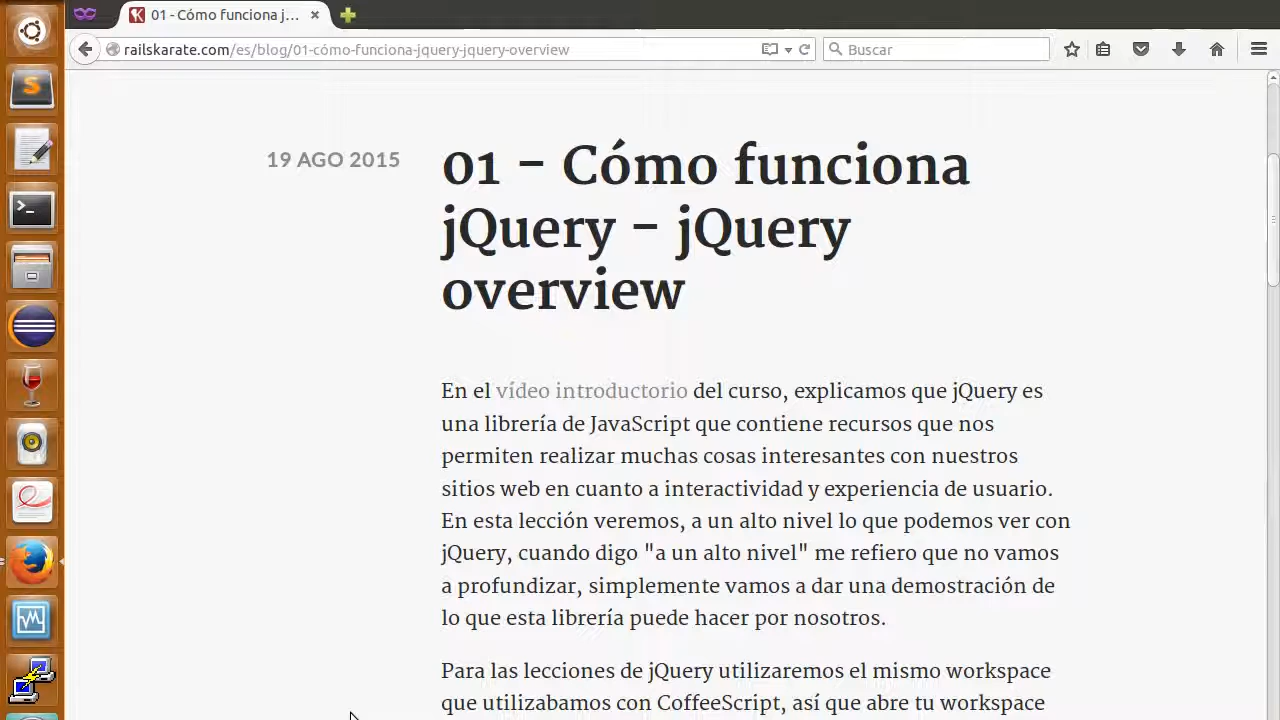 01 - Cómo funciona j...
railskarate.com/es/blog/01-cómo-funciona-jquery-jquery-overview
Buscar
19 AGO 2015
01 - Cómo funciona
jQuery - jQuery
overview
En el vídeo introductorio del curso, explicamos que jQuery es
una librería de JavaScript que contiene recursos que nos
permiten realizar muchas cosas interesantes con nuestros
sitios web en cuanto a interactividad y experiencia de usuario.
En esta lección veremos, a un alto nivel lo que podemos ver con
jQuery, cuando digo "a un alto nivel" me refiero que no vamos
a profundizar, simplemente vamos a dar una demostración de
lo que esta librería puede hacer por nosotros.
Para las lecciones de jQuery utilizaremos el mismo workspace
que utilizabamos con CoffeeScript, así que abre tu workspace